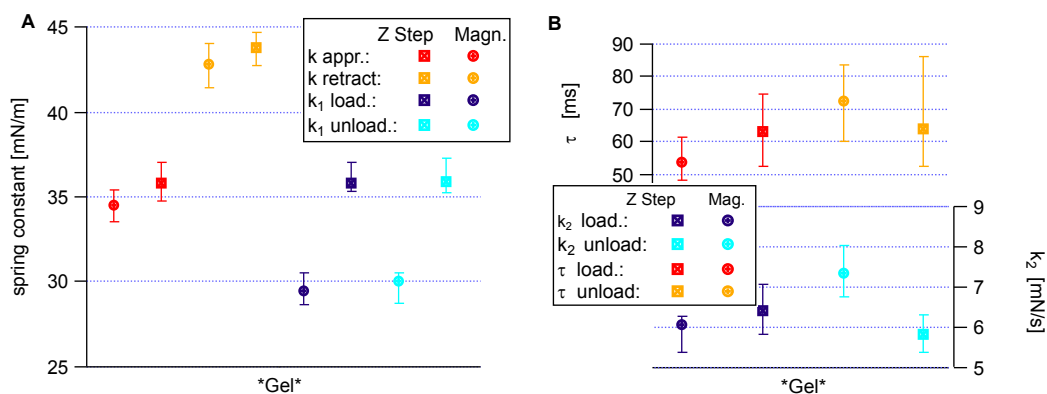 A
45
40
35
30
25
spring constant [mN/m]
*Gel*
Z Step Magn.
k appr.:
k retract:
k₁ load.:
k₁ unload.:
B
90
80
70
60
50
τ [ms]
Z Step Mag.
k₂ load.:
k₂ unload:
τ load.:
τ unload:
9
8
7
6
5
k₂ [mN/s]
*Gel*